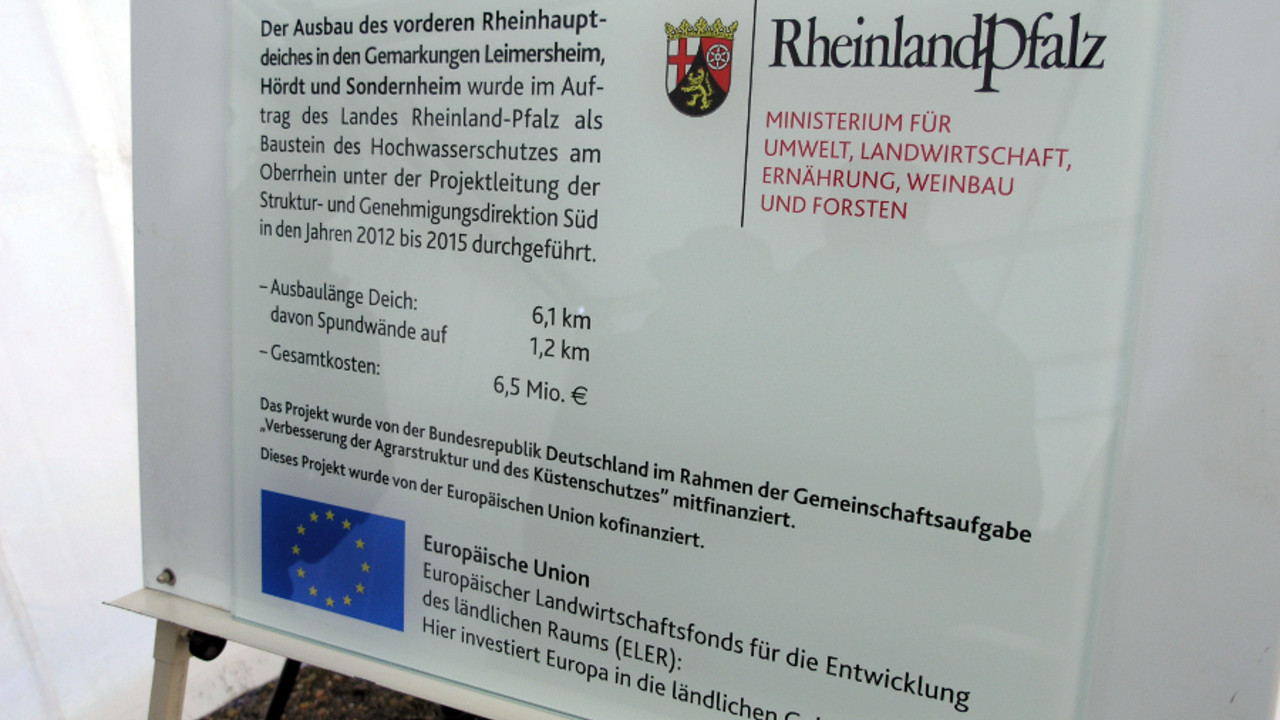 Der Ausbau des vorderen Rheinhaupt-
deiches in den Gemarkungen Leimersheim,
Hördt und Sondernheim wurde im Auf-
trag des Landes Rheinland-Pfalz als
Baustein des Hochwasserschutzes am
Oberrhein unter der Projektleitung der
Struktur- und Genehmigungsdirektion Süd
in den Jahren 2012 bis 2015 durchgeführt.
– Ausbaulänge Deich: 6,1 km
davon Spundwände auf 1,2 km
– Gesamtkosten: 6,5 Mio. €
RheinlandPfalz
MINISTERIUM FÜR
UMWELT, LANDWIRTSCHAFT,
ERNÄHRUNG, WEINBAU
UND FORSTEN
Das Projekt wurde von der Bundesrepublik Deutschland im Rahmen der Gemeinschaftsaufgabe
„Verbesserung der Agrarstruktur und des Küstenschutzes” mitfinanziert.
Dieses Projekt wurde von der Europäischen Union kofinanziert.
Europäische Union
Europäischer Landwirtschaftsfonds für die Entwicklung
des ländlichen Raums (ELER):
Hier investiert Europa in die ländlichen